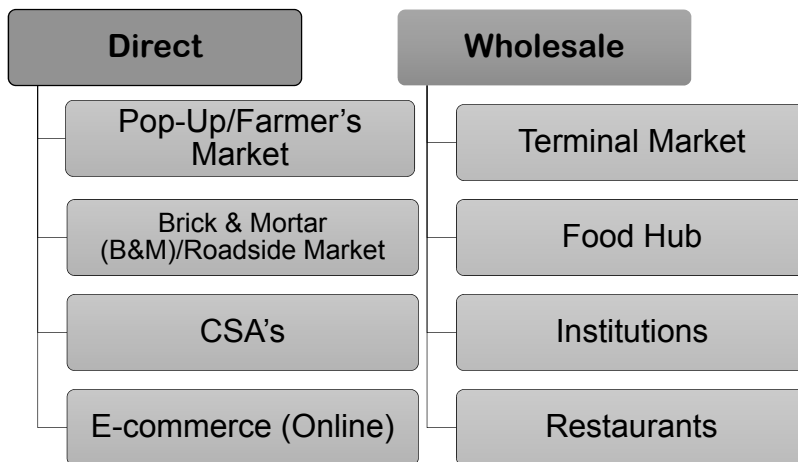 Direct
Pop-Up/Farmer’s
Market
Brick & Mortar
(B&M)/Roadside Market
CSA’s
E-commerce (Online)
Wholesale
Terminal Market
Food Hub
Institutions
Restaurants